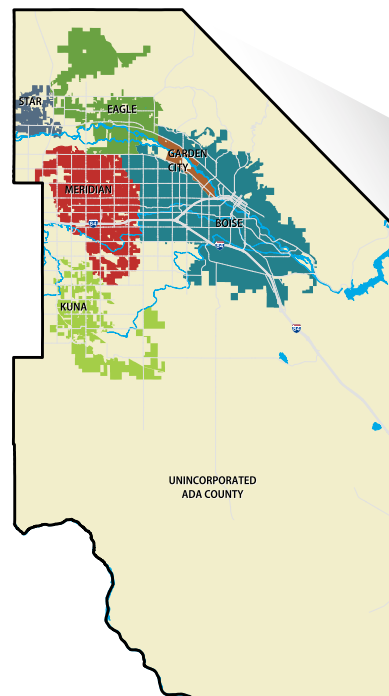 STAR
EAGLE
GARDEN
CITY
MERIDIAN
BOISE
KUNA
UNINCORPORATED
ADA COUNTY